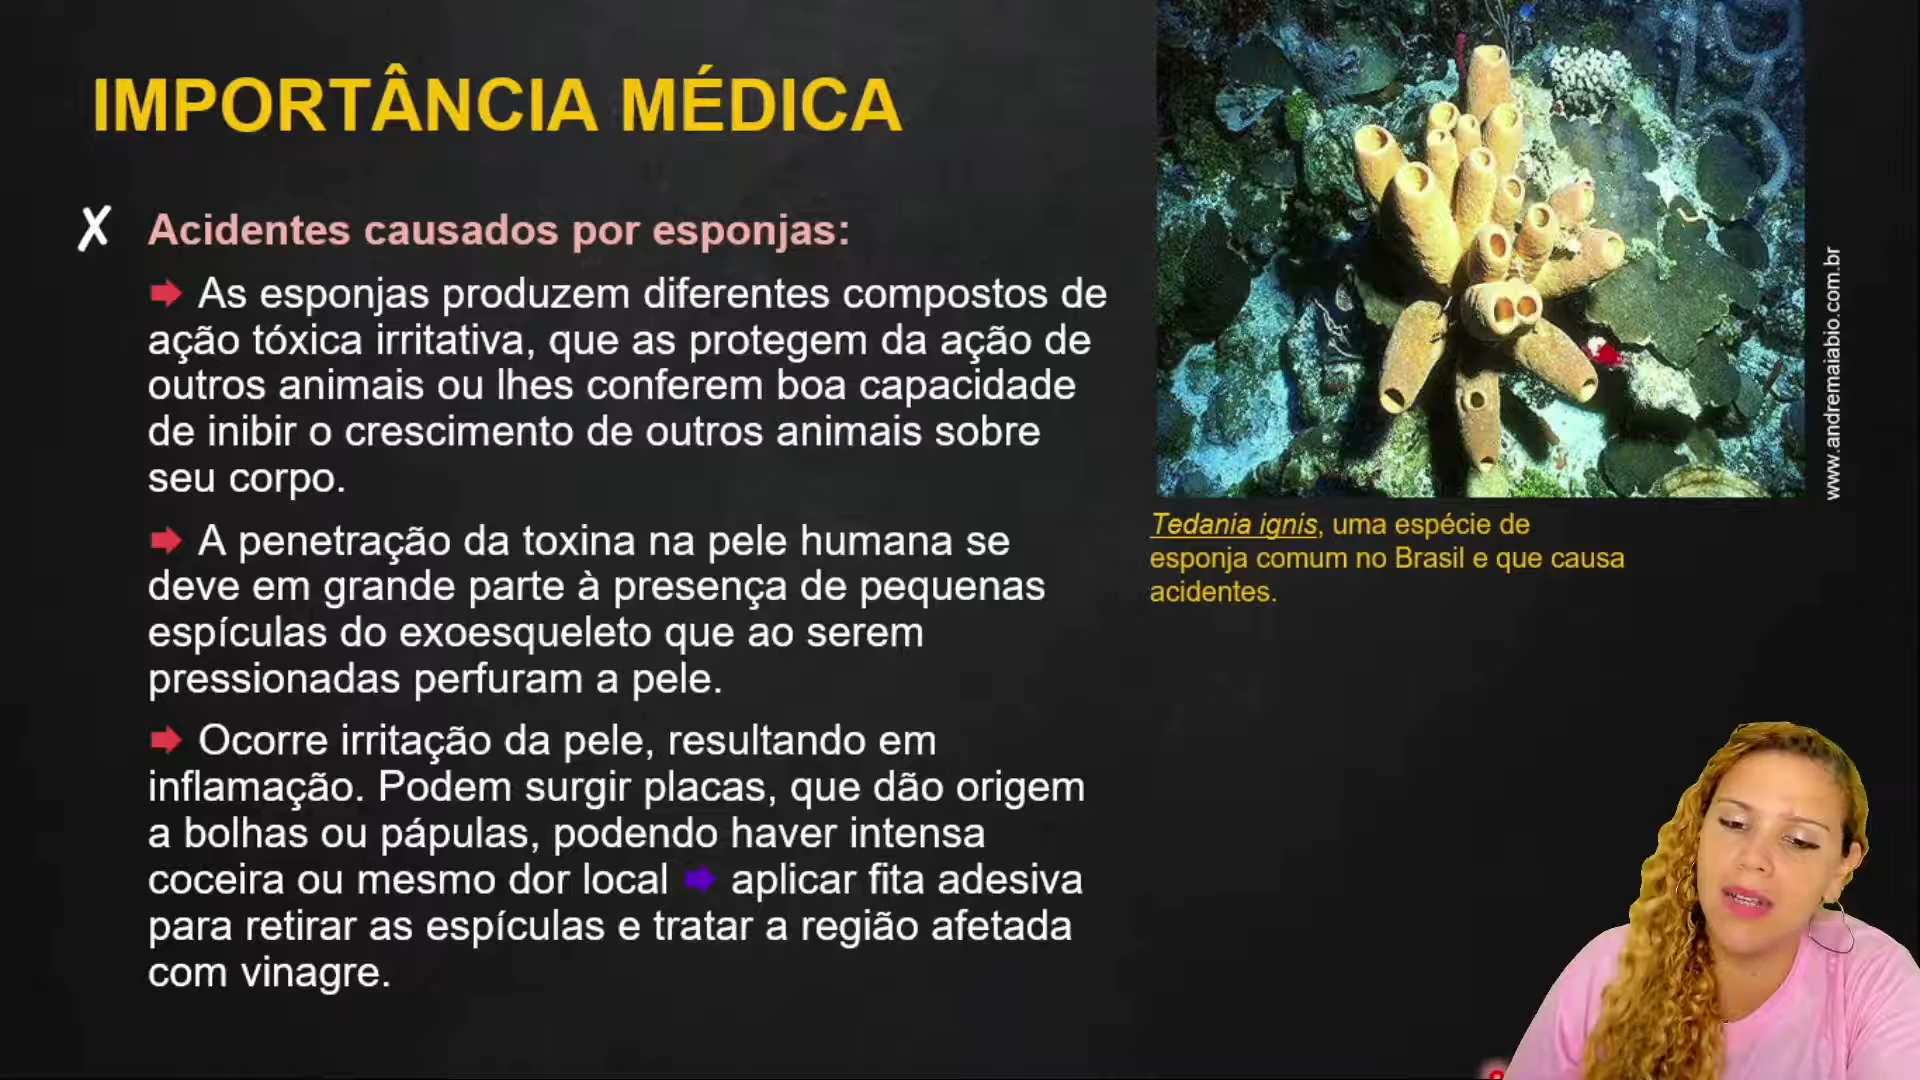 IMPORTÂNCIA MÉDICA
✗ Acidentes causados por esponjas:
As esponjas produzem diferentes compostos de
ação tóxica irritativa, que as protegem da ação de
outros animais ou lhes conferem boa capacidade
de inibir o crescimento de outros animais sobre
seu corpo.
A penetração da toxina na pele humana se
deve em grande parte à presença de pequenas
espículas do exoesqueleto que ao serem
pressionadas perfuram a pele.
Ocorre irritação da pele, resultando em
inflamação. Podem surgir placas, que dão origem
a bolhas ou pápulas, podendo haver intensa
coceira ou mesmo dor local aplicar fita adesiva
para retirar as espículas e tratar a região afetada
com vinagre.
www.andremaiabio.com.br
Tedania ignis, uma espécie de
esponja comum no Brasil e que causa
acidentes.